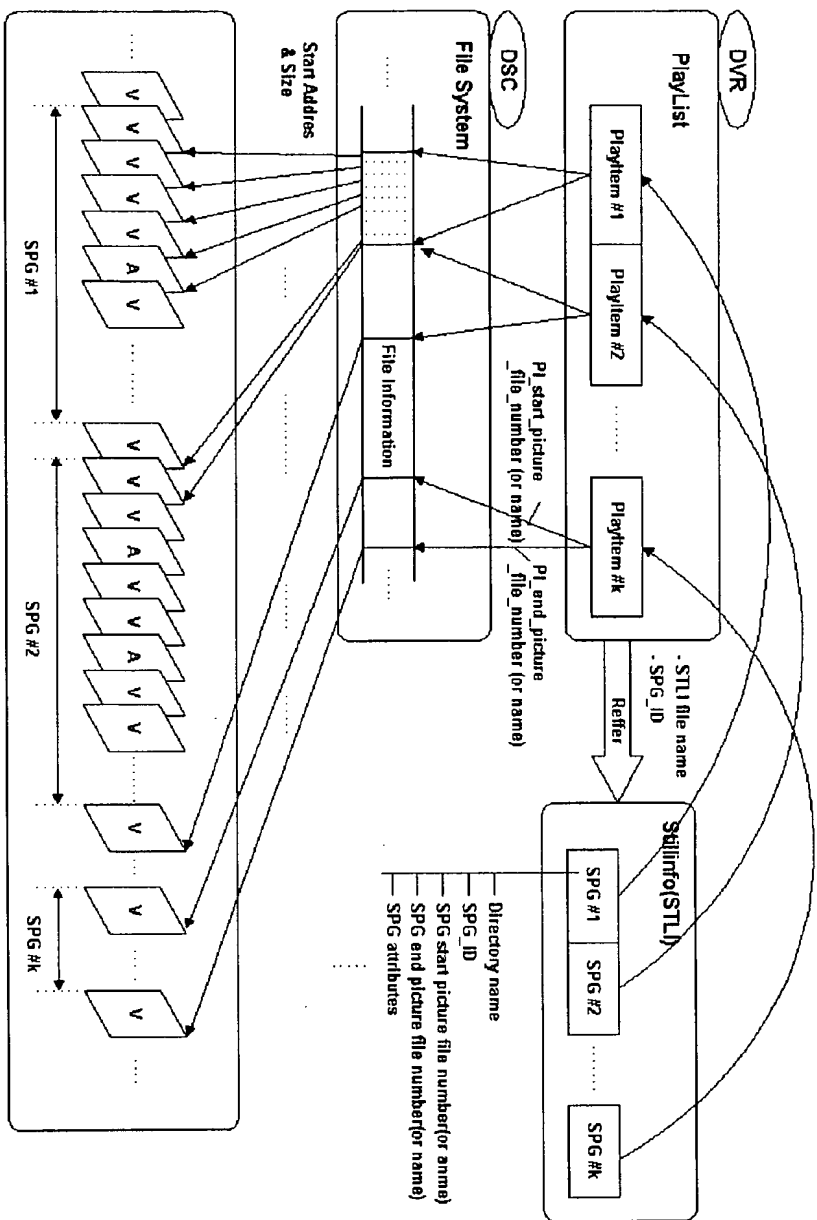 DVR
PlayList
PlayItem #1
PlayItem #2
........
PlayItem #k
- STLI file name
- SPG_ID
Reffer
Stillinfo(STLI)
SPG #1
SPG #2
........
SPG #k
Directory name
SPG_ID
SPG start picture file number(or anme)
SPG end picture file number(or name)
SPG attributes
......
PI_start_picture
_file_number (or name)
PI_end_picture
_file_number (or name)
DSC
File System
......
File Information
......
Start Addres
& Size
V
V
V
V
V
A
V
V
V
V
A
V
V
A
V
V
V
V
V
SPG #1
SPG #2
SPG #k